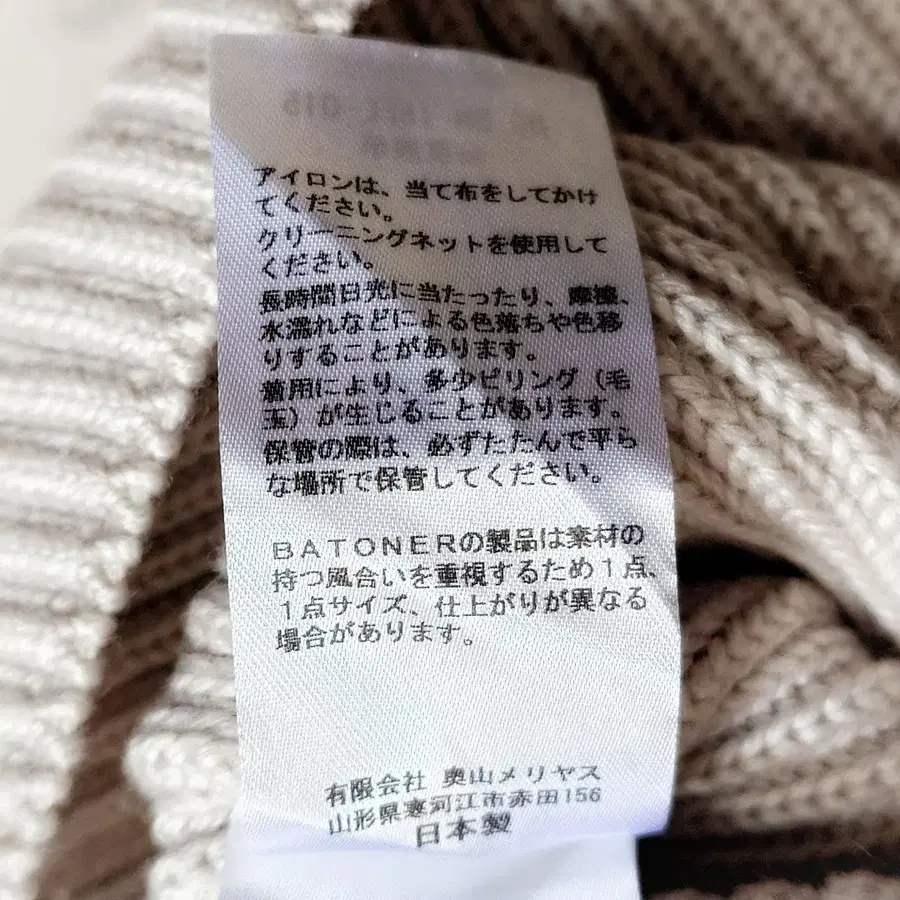 アイロンは、当て布をしてかけ
てください。
クリーニングネットを使用して
ください。
長時間日光に当たったり、摩擦、
水濡れなどによる色落ちや色移
りすることがあります。
着用により、多少ピリング（毛
玉）が生じることがあります。
保管の際は、必ずたたんで平ら
な場所で保管してください。
BATONERの製品は素材の
持つ風合いを重視するため1点、
1点サイズ、仕上がりが異なる
場合があります。
有限会社 奥山メリヤス
山形県寒河江市赤田156
日本製